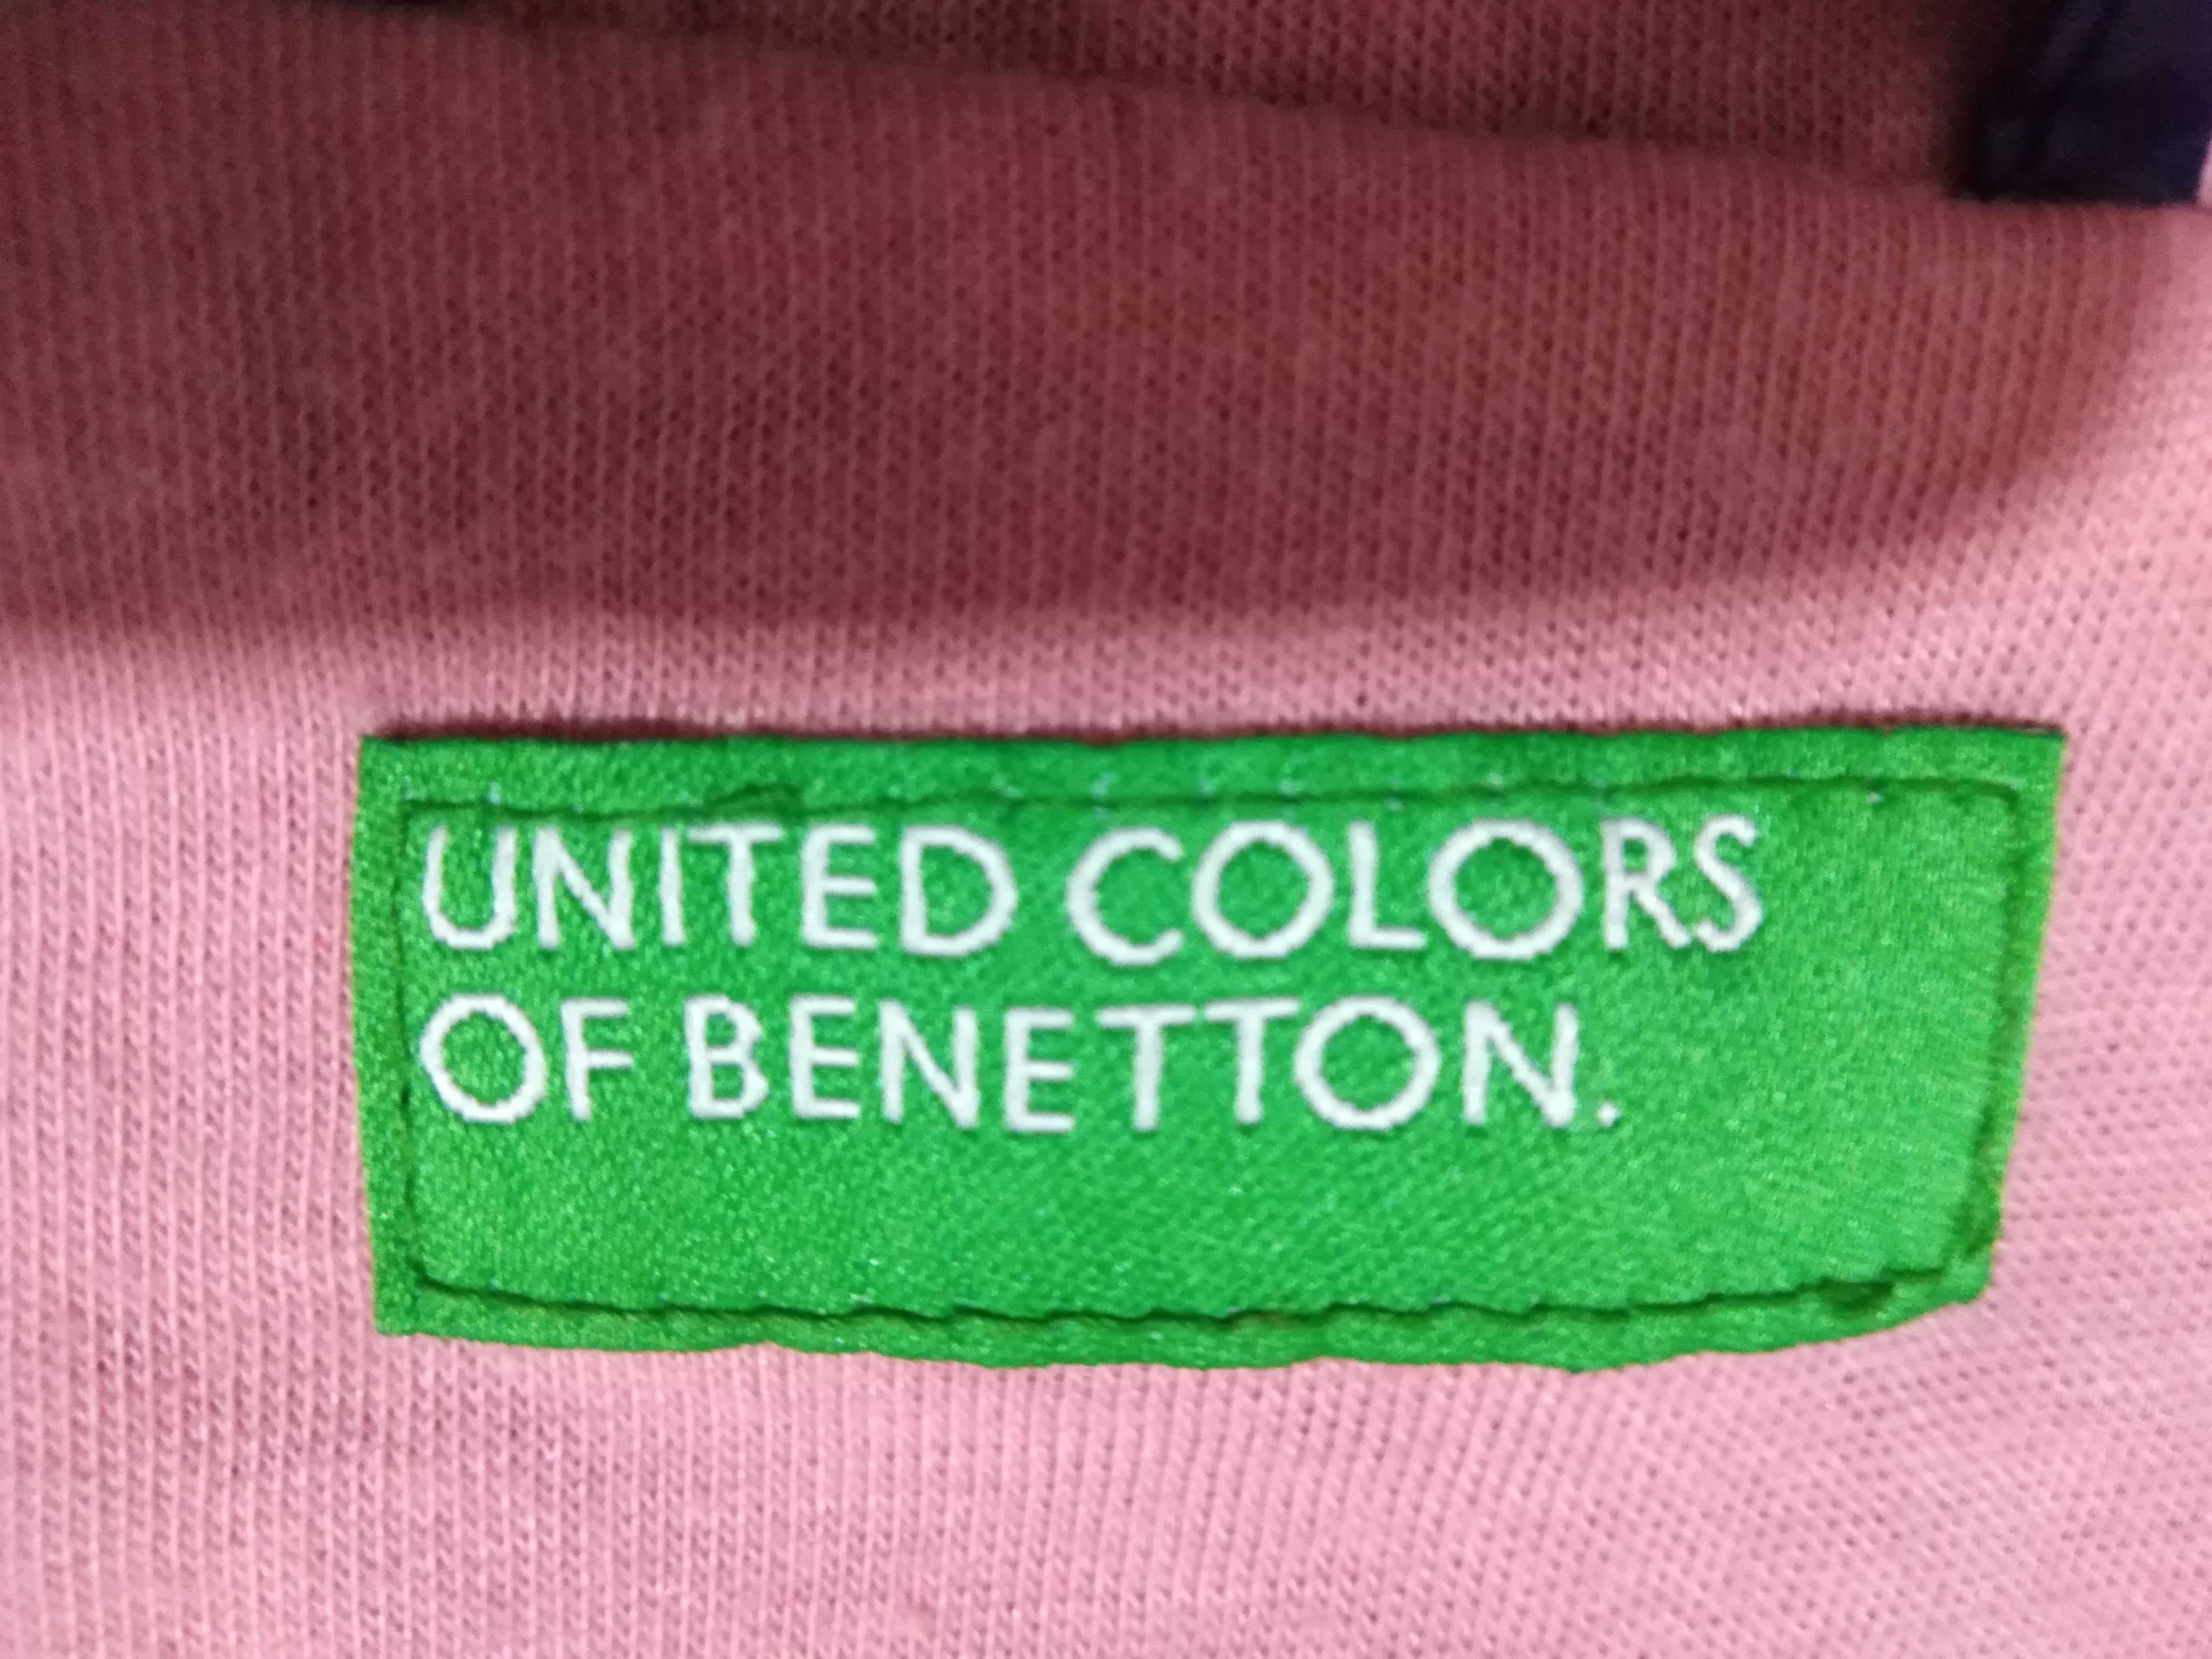 UNITED COLORS
OF BENETTON.